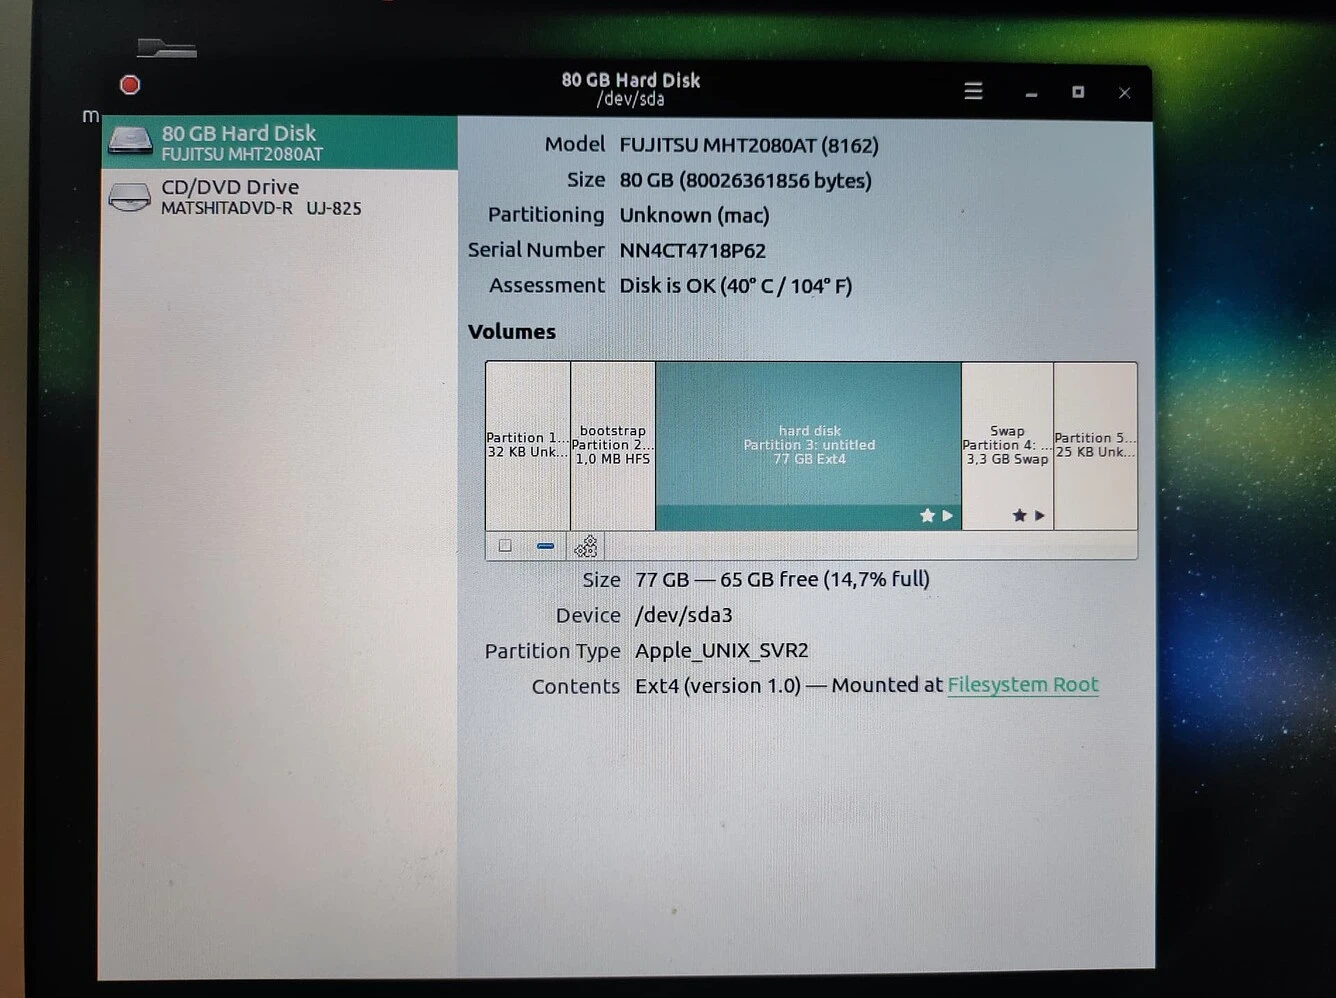 80 GB Hard Disk
/dev/sda
m
80 GB Hard Disk
FUJITSU MHT2080AT
CD/DVD Drive
MATSHITADVD-R UJ-825
Model FUJITSU MHT2080AT (8162)
Size 80 GB (80026361856 bytes)
Partitioning Unknown (mac)
Serial Number NN4CT4718P62
Assessment Disk is OK (40° C / 104° F)
Volumes
Partition 1...
32 KB Unk...
bootstrap
Partition 2...
1,0 MB HFS
hard disk
Partition 3: untitled
77 GB Ext4
Swap
Partition 4: ...
3,3 GB Swap
Partition 5...
25 KB Unk...
Size 77 GB — 65 GB free (14,7% full)
Device /dev/sda3
Partition Type Apple_UNIX_SVR2
Contents Ext4 (version 1.0) — Mounted at Filesystem Root